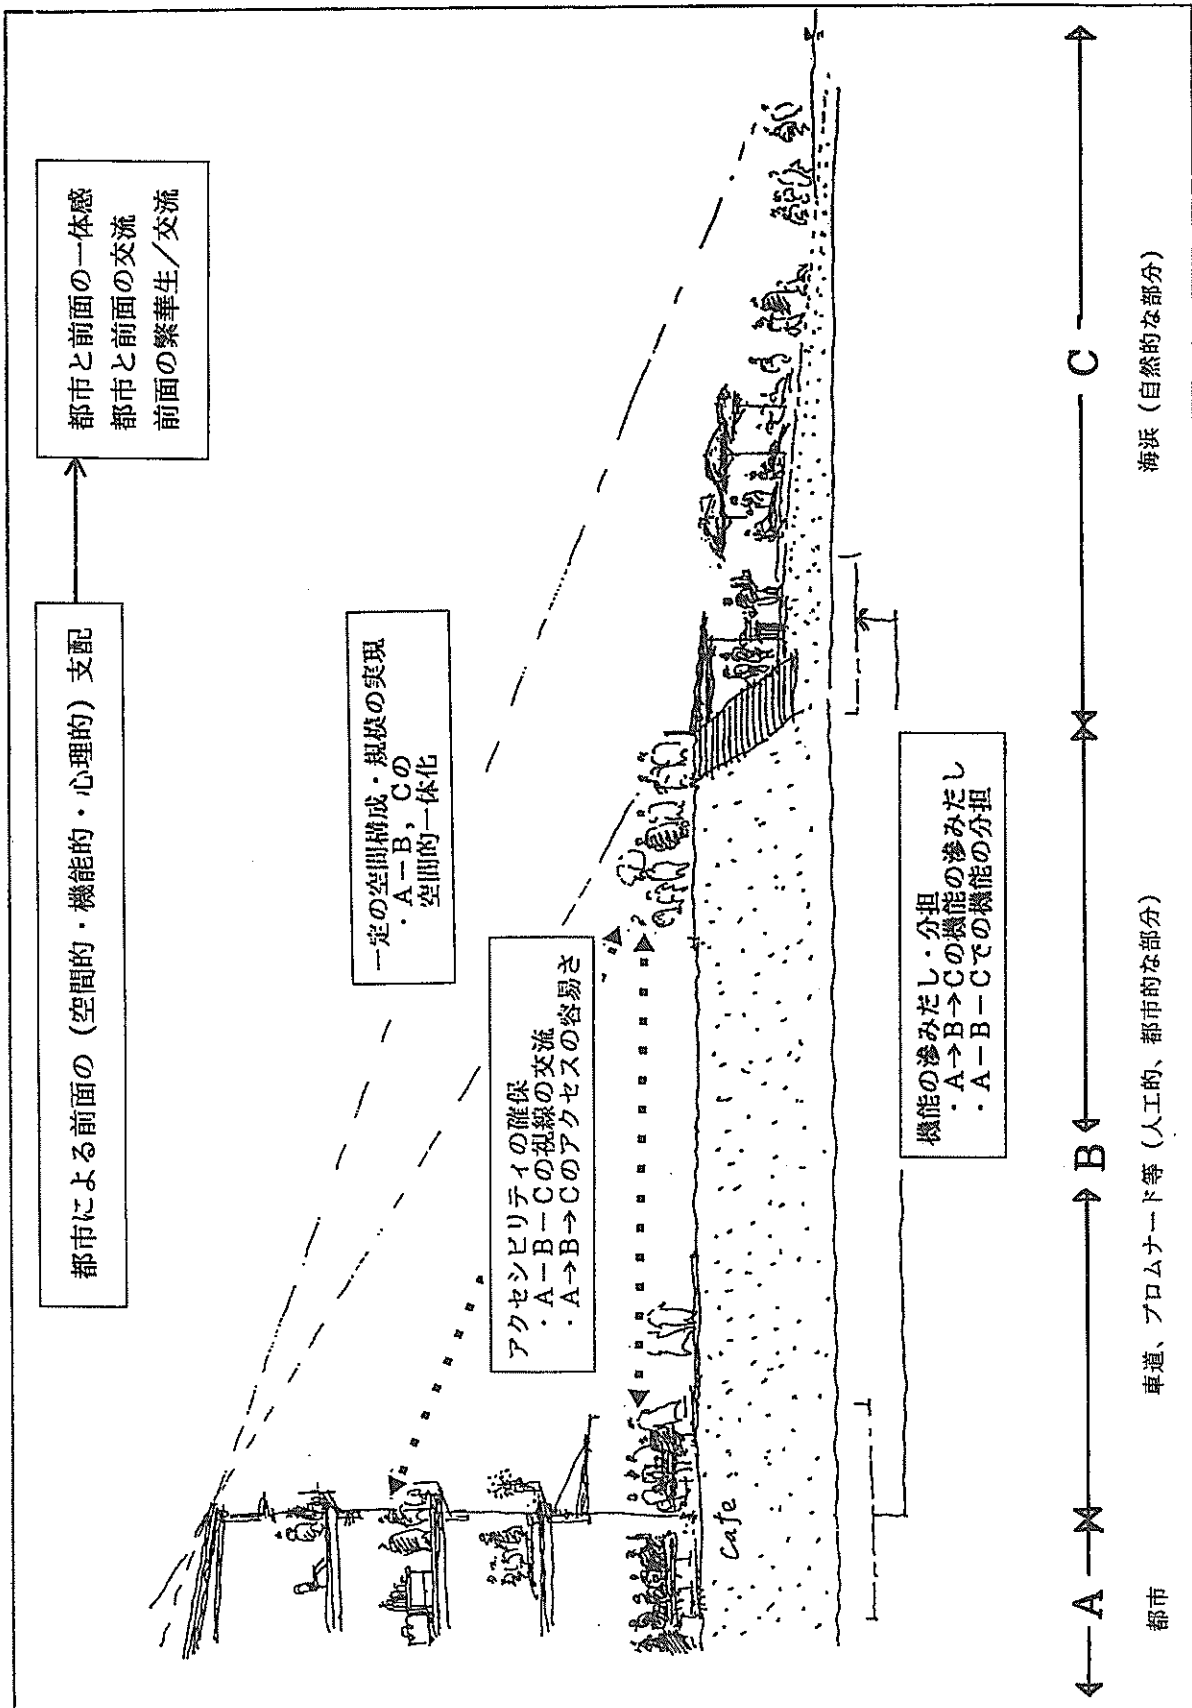 都市による前面の（空間的・機能的・心理的）支配
都市と前面の一体感
都市と前面の交流
前面の繁華生／交流
一定の空間構成・規模の実現
・A－B，Cの
空間的一体化
アクセシビリティの確保
・A－B－Cの視線の交流
・A→B→Cのアクセスの容易さ
cafe
機能の滲みだし・分担
・A→B→Cの機能の滲みだし
・A－B－Cでの機能の分担
A
B
C
都市
車道、プロムナード等（人工的、都市的な部分）
海浜（自然的な部分）